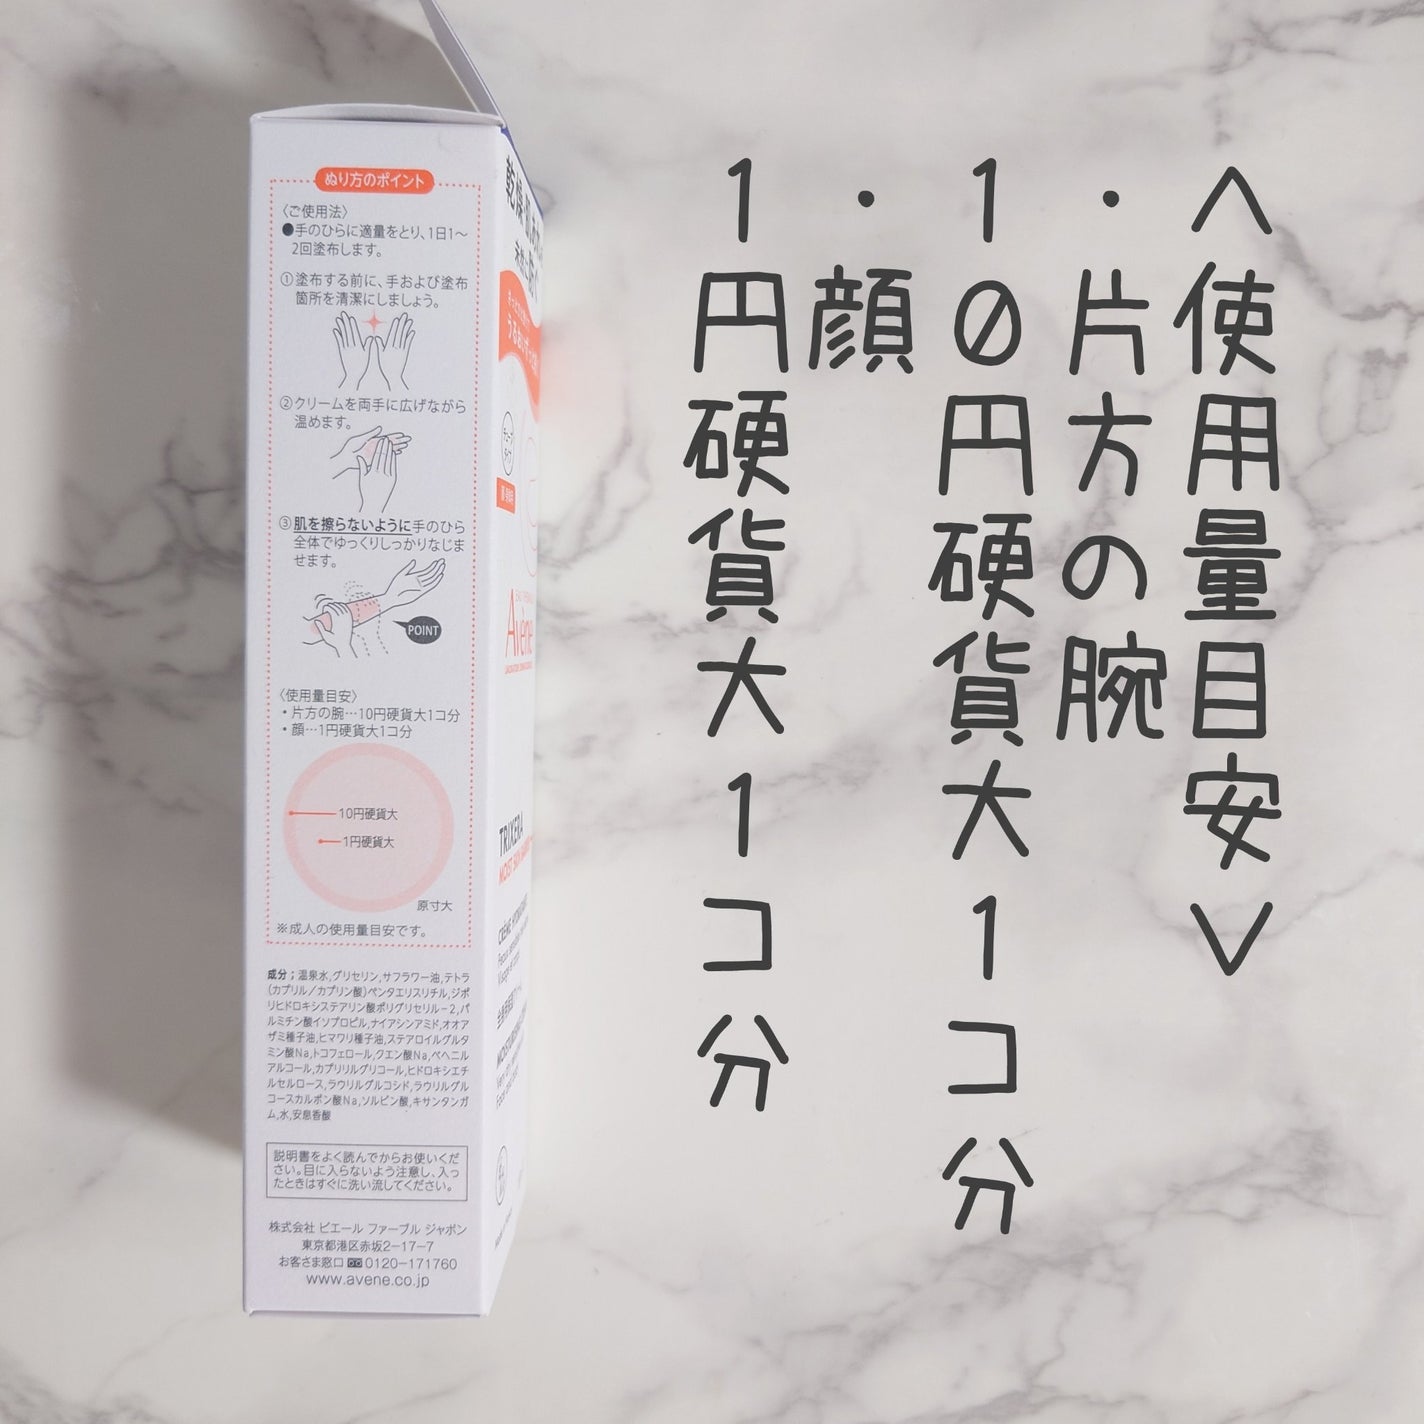 ぬり方のポイント
〈ご使用法〉
●手のひらに適量をとり、1日1〜
2回塗布します。
①塗布する前に、手および塗布
箇所を清潔にしましょう。
②クリームを両手に広げながら
温めます。
③肌を擦らないように手のひら
全体でゆっくりしっかりなじま
せます。
POINT
〈使用量目安〉
・片方の腕…10円硬貨大1コ分
・顔…1円硬貨大1コ分
10円硬貨大
1円硬貨大
原寸大
※成人の使用量目安です。
成分；温泉水,グリセリン,サフラワー油,テトラ
(カプリル／カプリン酸)ペンタエリスリチル,ジポ
リヒドロキシステアリン酸ポリグリセリル－2,パ
ルミチン酸イソプロピル,ナイアシンアミド,オオア
ザミ種子油,ヒマワリ種子油,ステアロイルグルタ
ミン酸Na,トコフェロール,クエン酸Na,ベヘニル
アルコール,カプリリルグリコール,ヒドロキシエチ
ルセルロース,ラウリルグルコシド,ラウリルグル
コースカルボン酸Na,ソルビン酸,キサンタンガ
ム,水,安息香酸
説明書をよく読んでからお使いくだ
さい。目に入らないよう注意し、入っ
たときはすぐに洗い流してください。
株式会社 ピエール ファーブル ジャポン
東京都港区赤坂2－17－7
お客さま窓口 0120－171760
www.avene.co.jp
Avène
TRIXERA
<使用量目安>
・片方の腕
10円硬貨大1コ分
・顔
1円硬貨大1コ分